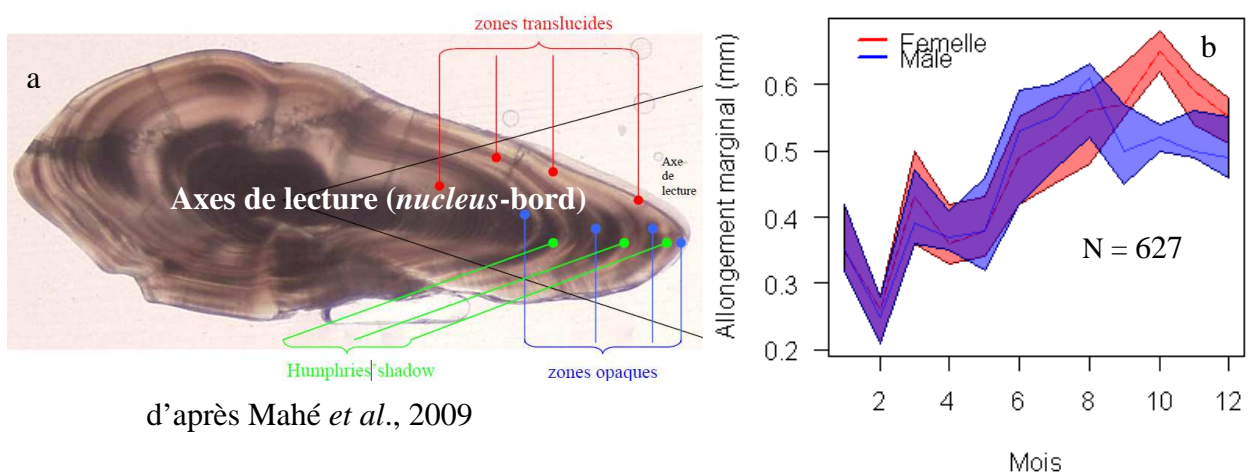 zones translucides
a
Axe
de
lecture
Axes de lecture (nucleus-bord)
Humphries'shadow
zones opaques
d'après Mahé et al., 2009
b
Femelle
Mâle
Allongement marginal (mm)
0.6
0.5
0.4
0.3
0.2
N = 627
2 4 6 8 10 12
Mois